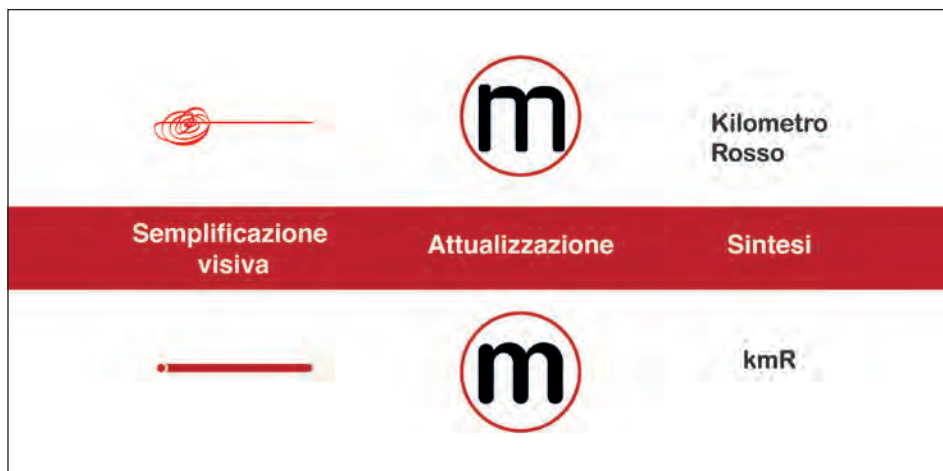 m
Kilometro
Rosso
Semplificazione
visiva
Attualizzazione
Sintesi
m
kmR